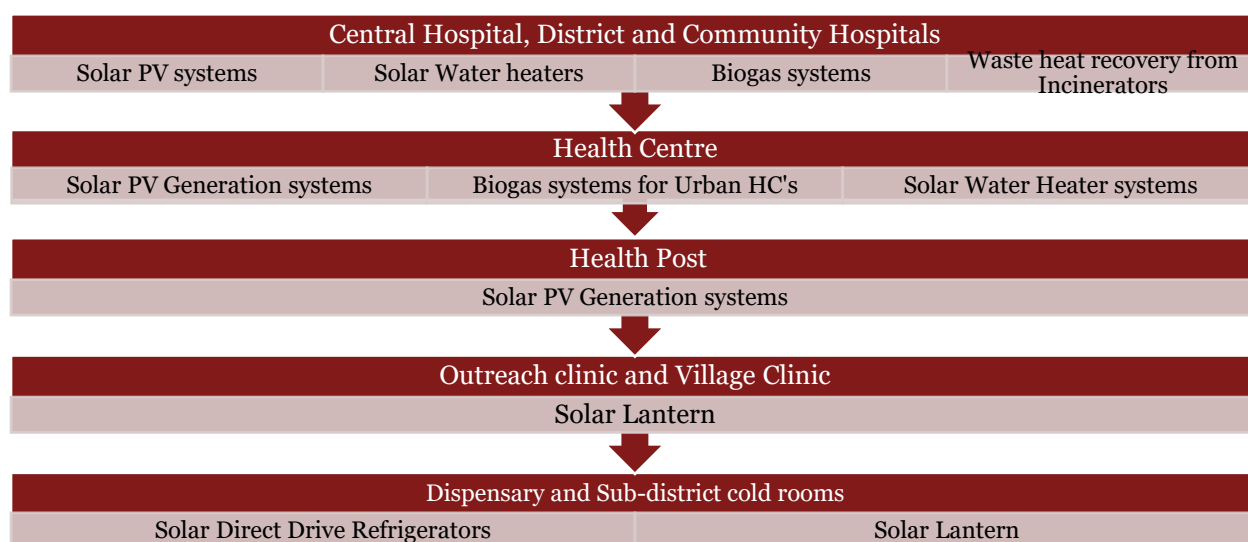 Central Hospital, District and Community Hospitals
Solar PV systems
Solar Water heaters
Biogas systems
Waste heat recovery from
Incinerators
Health Centre
Solar PV Generation systems
Biogas systems for Urban HC's
Solar Water Heater systems
Health Post
Solar PV Generation systems
Outreach clinic and Village Clinic
Solar Lantern
Dispensary and Sub-district cold rooms
Solar Direct Drive Refrigerators
Solar Lantern